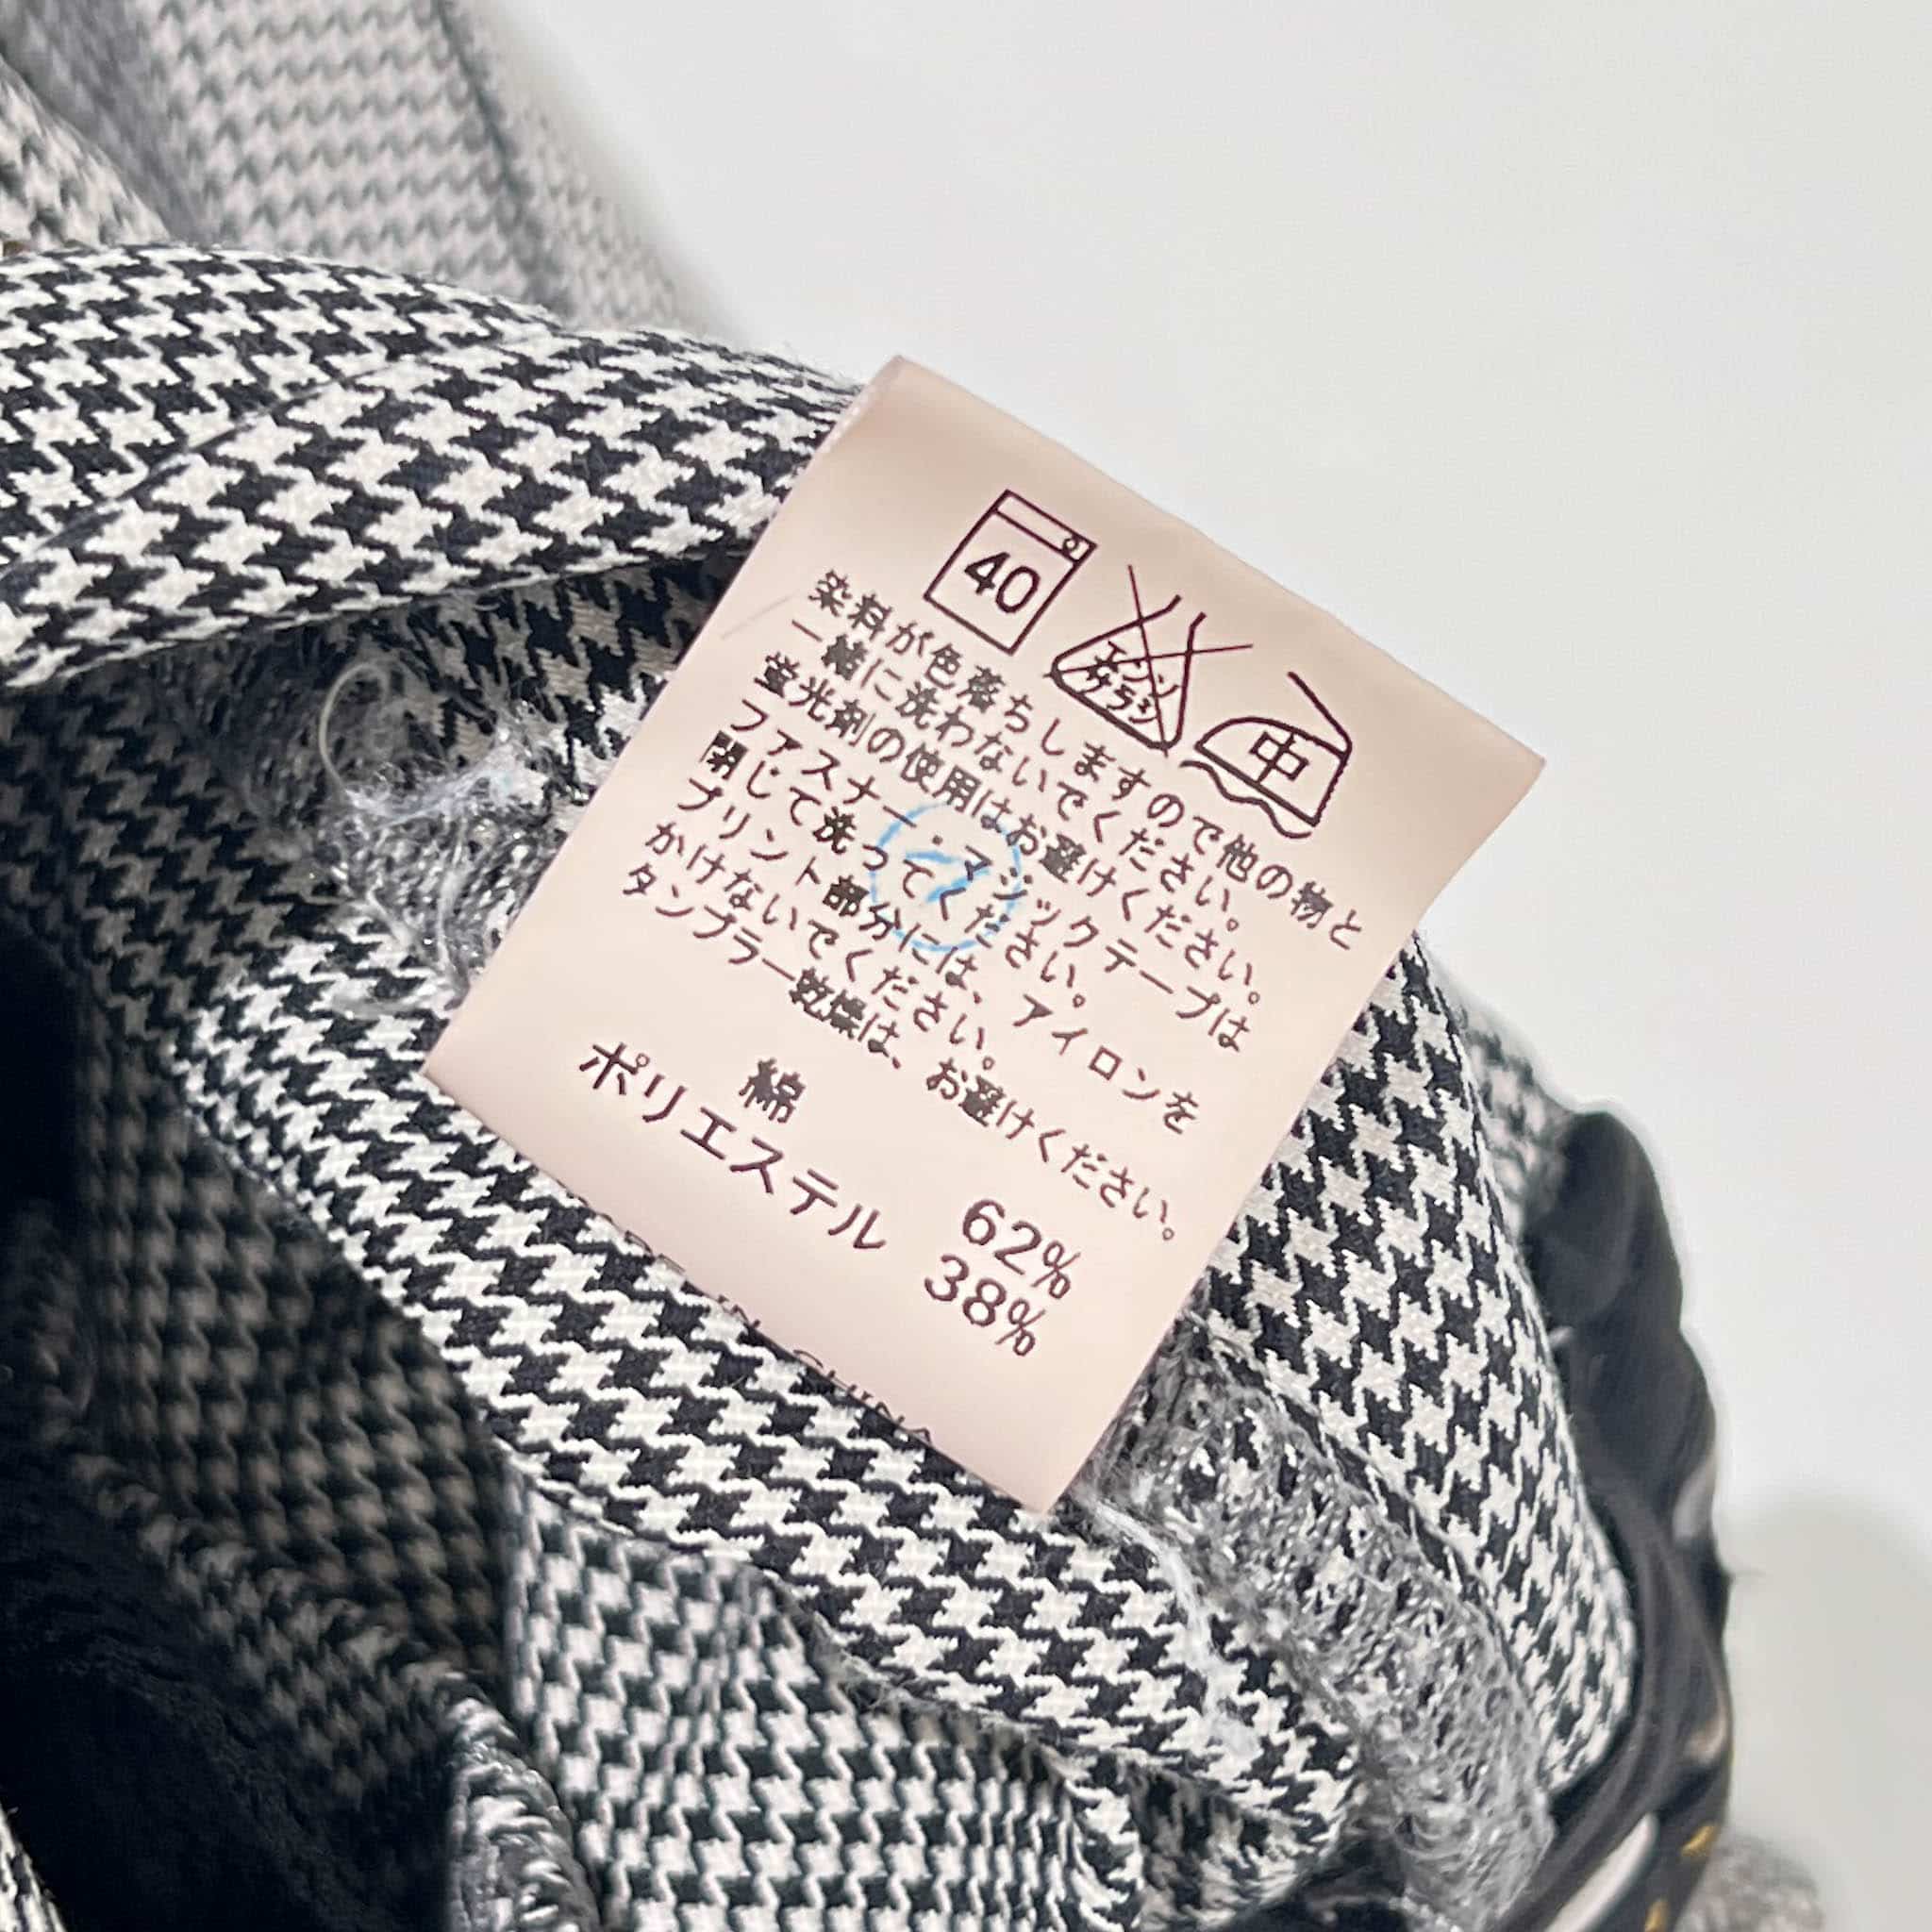 40
エンソ
サラシ
中
染料が色落ちしますので他の物と
一緒に洗わないでください。
蛍光剤の使用はお避けください。
ファスナー・マジックテープは
閉じて洗ってください。
プリント部分には、アイロンを
かけないでください。
タンブラー乾燥は、お避けください。
綿 62%
ポリエステル 38%